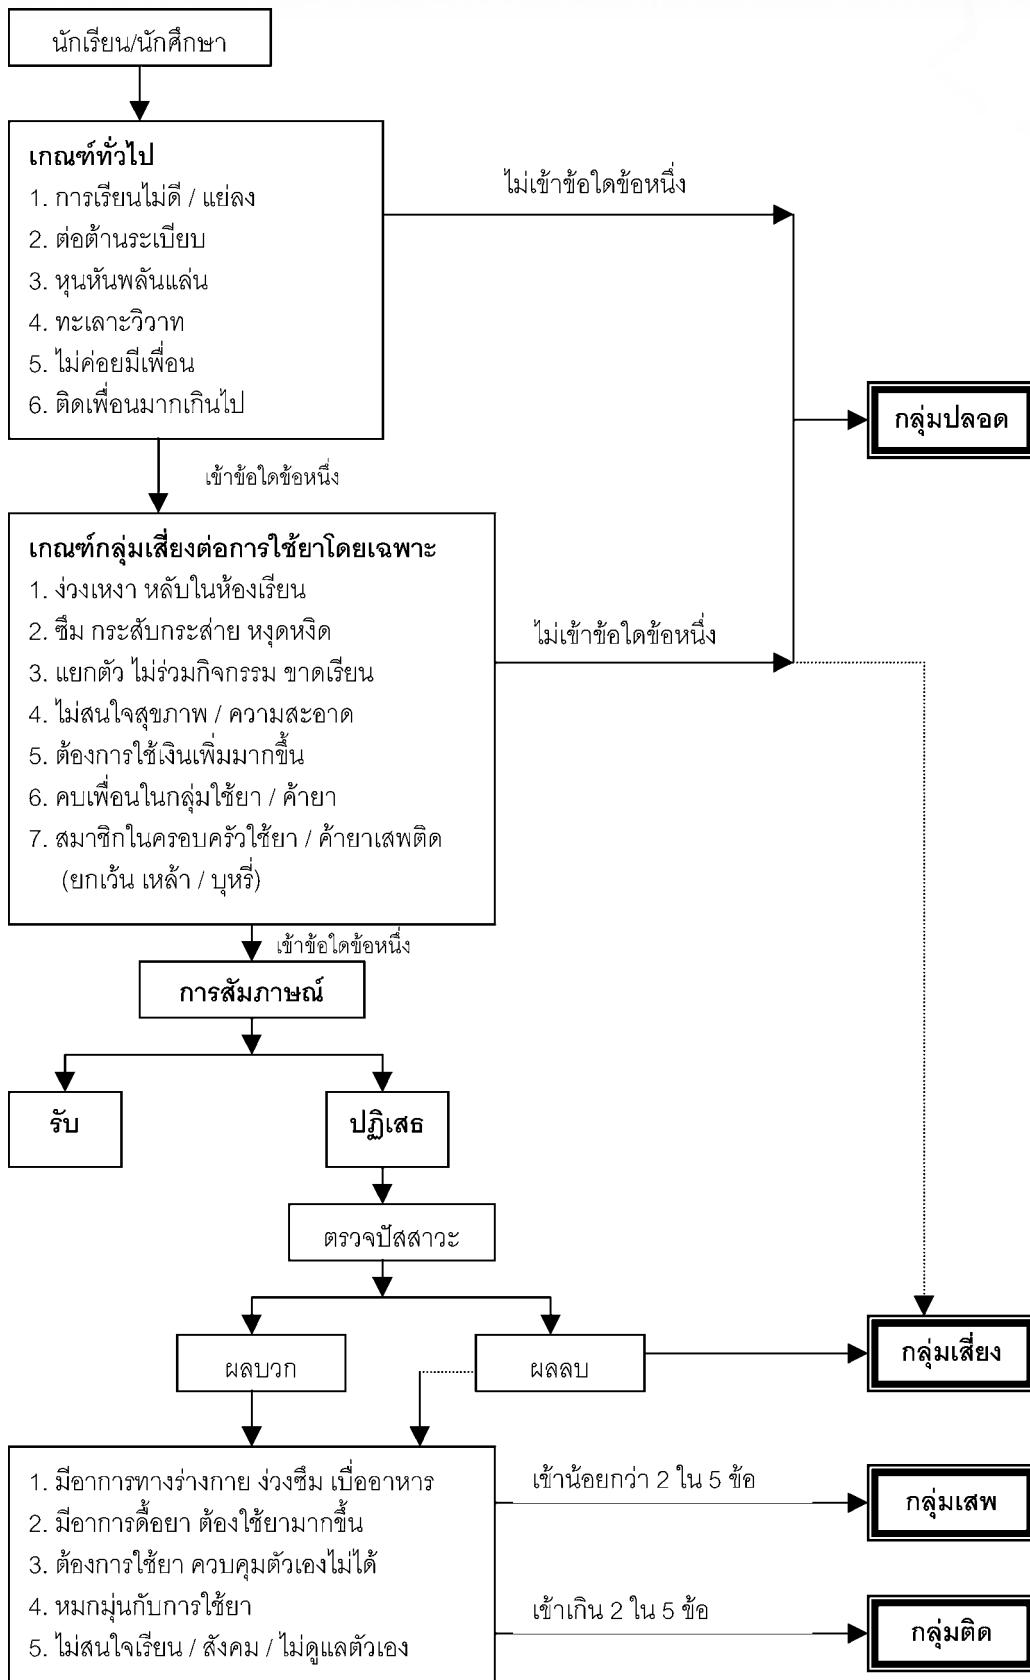 นักเรียน/นักศึกษา
เกณฑ์ทั่วไป
1. การเรียนไม่ดี / แย่ลง
2. ต่อต้านระเบียบ
3. หุนหันพลันแล่น
4. ทะเลาะวิวาท
5. ไม่ค่อยมีเพื่อน
6. ติดเพื่อนมากเกินไป
ไม่เข้าข้อใดข้อหนึ่ง
กลุ่มปลอด
เข้าข้อใดข้อหนึ่ง
เกณฑ์กลุ่มเสี่ยงต่อการใช้ยาโดยเฉพาะ
1. ง่วงเหงา หลับในห้องเรียน
2. ซึม กระสับกระส่าย หงุดหงิด
3. แยกตัว ไม่ร่วมกิจกรรม ขาดเรียน
4. ไม่สนใจสุขภาพ / ความสะอาด
5. ต้องการใช้เงินเพิ่มมากขึ้น
6. คบเพื่อนในกลุ่มใช้ยา / ค้ายา
7. สมาชิกในครอบครัวใช้ยา / ค้ายาเสพติด
(ยกเว้น เหล้า / บุหรี่)
ไม่เข้าข้อใดข้อหนึ่ง
เข้าข้อใดข้อหนึ่ง
การสัมภาษณ์
รับ
ปฏิเสธ
ตรวจปัสสาวะ
ผลบวก
ผลลบ
กลุ่มเสี่ยง
1. มีอาการทางร่างกาย ง่วงซึม เบื่ออาหาร
2. มีอาการดื้อยา ต้องใช้ยามากขึ้น
3. ต้องการใช้ยา ควบคุมตัวเองไม่ได้
4. หมกมุ่นกับการใช้ยา
5. ไม่สนใจเรียน / สังคม / ไม่ดูแลตัวเอง
เข้าน้อยกว่า 2 ใน 5 ข้อ
กลุ่มเสพ
เข้าเกิน 2 ใน 5 ข้อ
กลุ่มติด